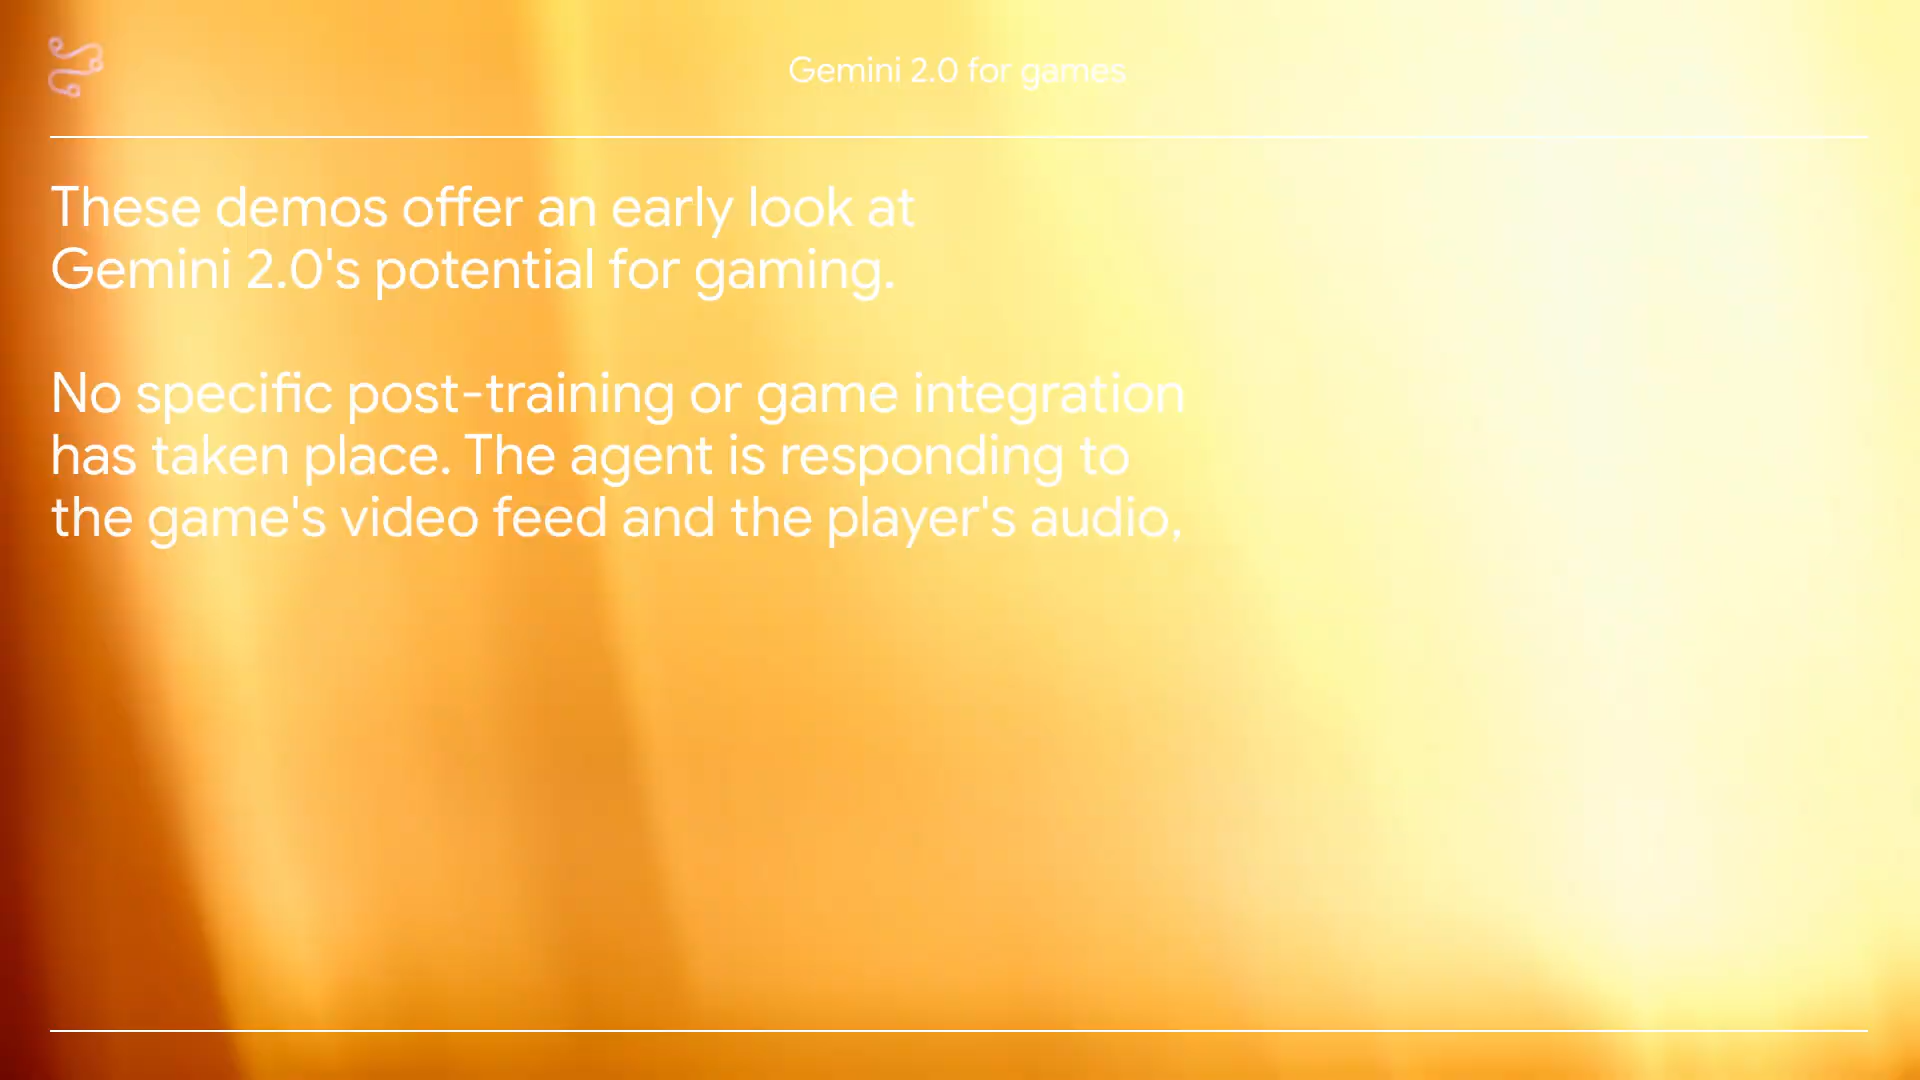 Gemini 2.0 for games
These demos offer an early look at
Gemini 2.0's potential for gaming.
No specific post-training or game integration
has taken place. The agent is responding to
the game's video feed and the player's audio,